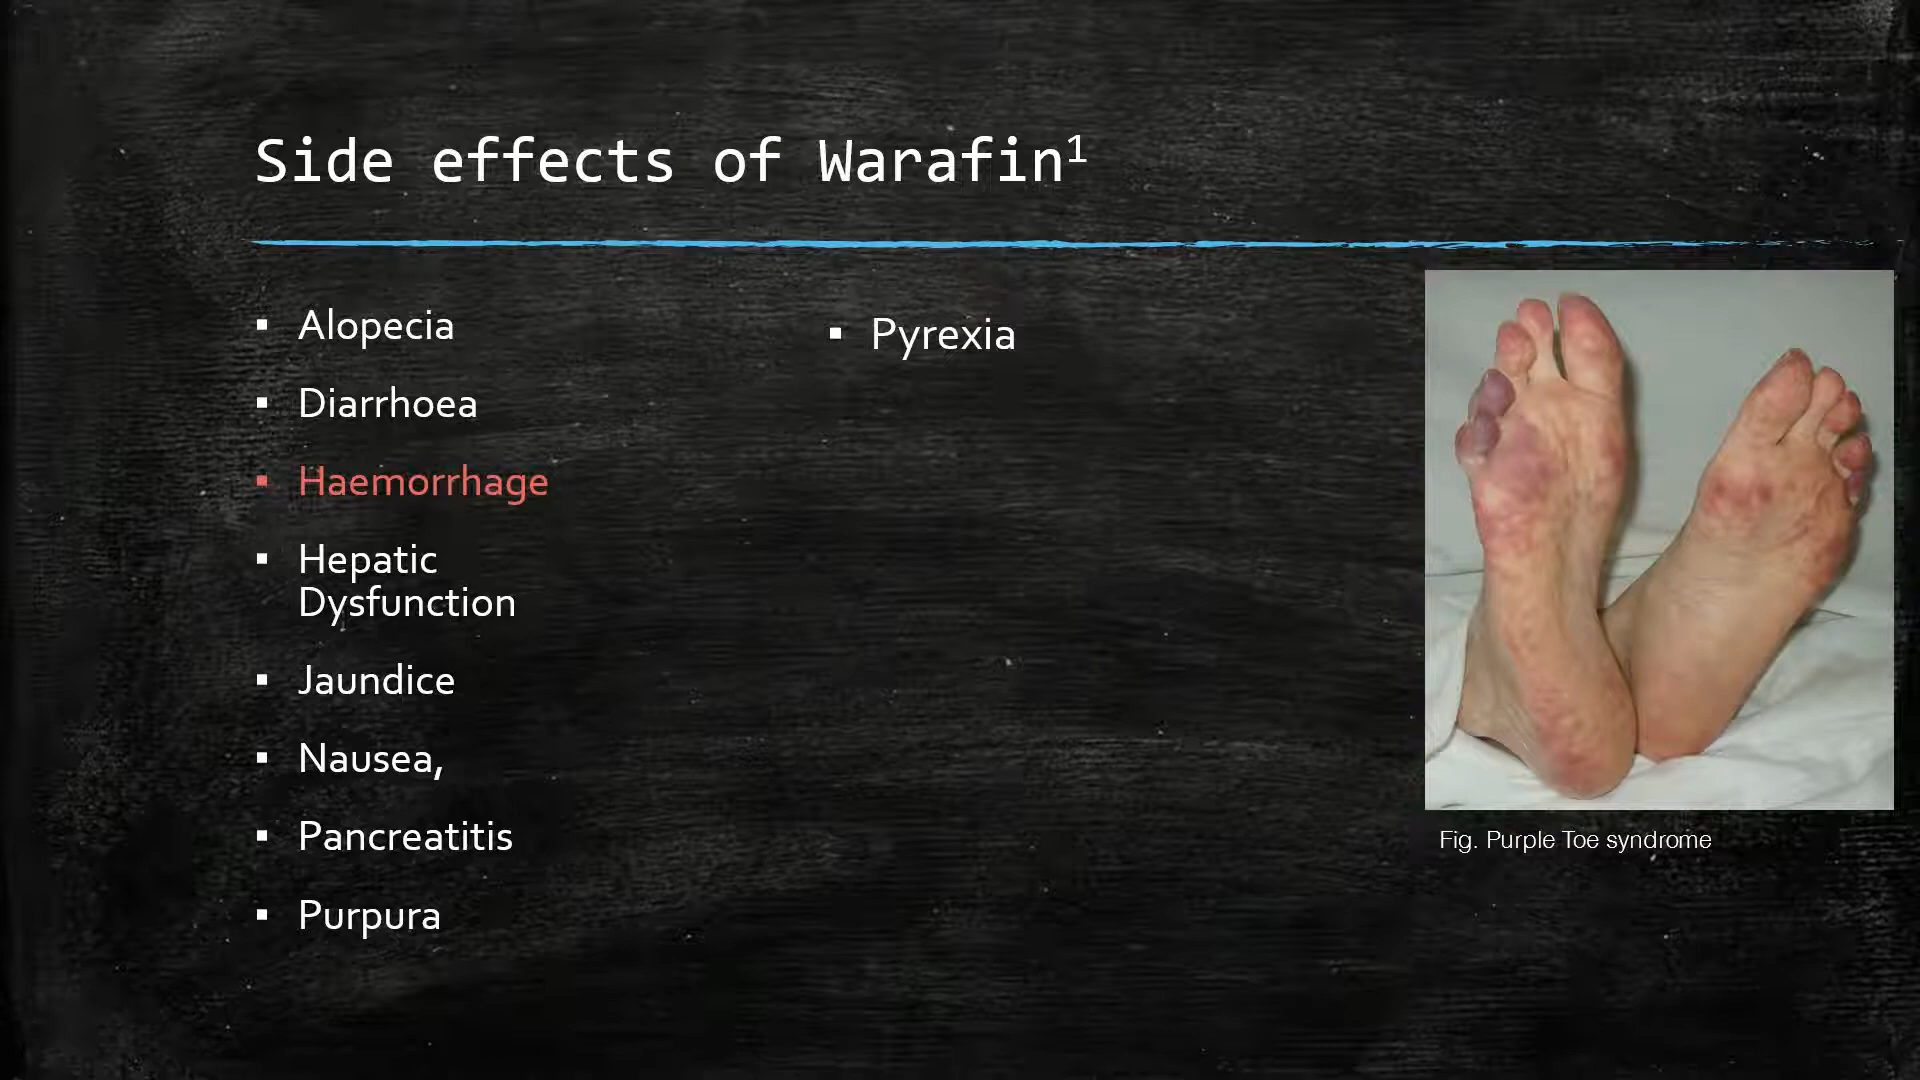 Side effects of Warafin¹
▪ Alopecia
▪ Diarrhoea
▪ Haemorrhage
▪ Hepatic
Dysfunction
▪ Jaundice
▪ Nausea,
▪ Pancreatitis
▪ Purpura
▪ Pyrexia
Fig. Purple Toe syndrome